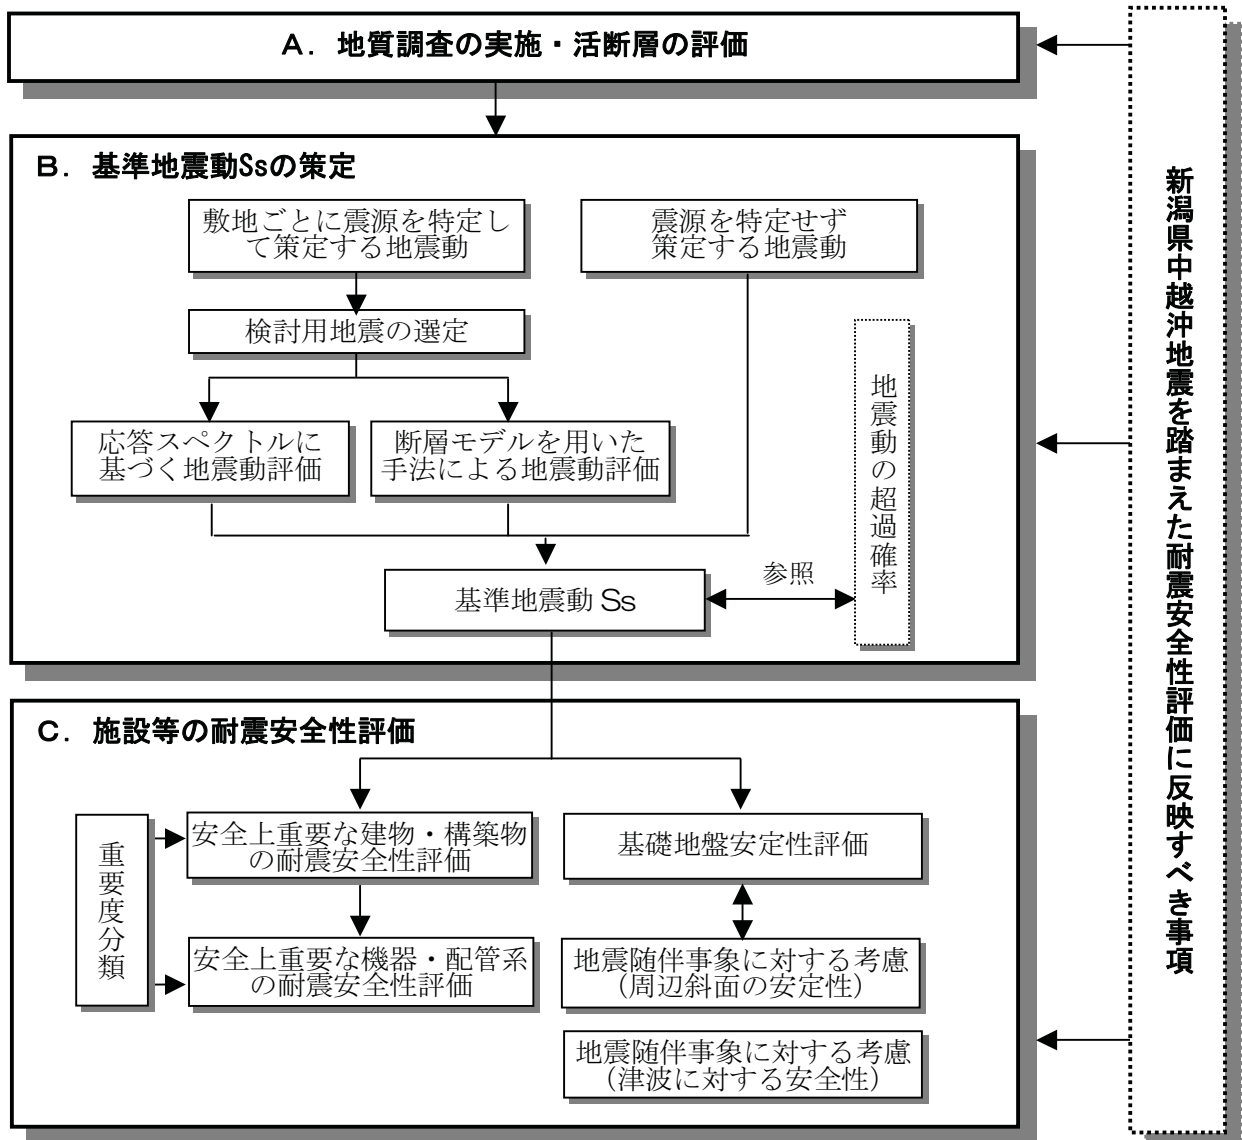 A. 地質調査の実施・活断層の評価
B. 基準地震動Ssの策定
敷地ごとに震源を特定し
て策定する地震動
震源を特定せず
策定する地震動
検討用地震の選定
応答スペクトルに
基づく地震動評価
断層モデルを用いた
手法による地震動評価
地震動の超過確率
参照
基準地震動 Ss
C. 施設等の耐震安全性評価
重要度分類
安全上重要な建物・構築物
の耐震安全性評価
基礎地盤安定性評価
安全上重要な機器・配管系
の耐震安全性評価
地震随伴事象に対する考慮
(周辺斜面の安定性)
地震随伴事象に対する考慮
(津波に対する安全性)
新潟県中越沖地震を踏まえた耐震安全性評価に反映すべき事項